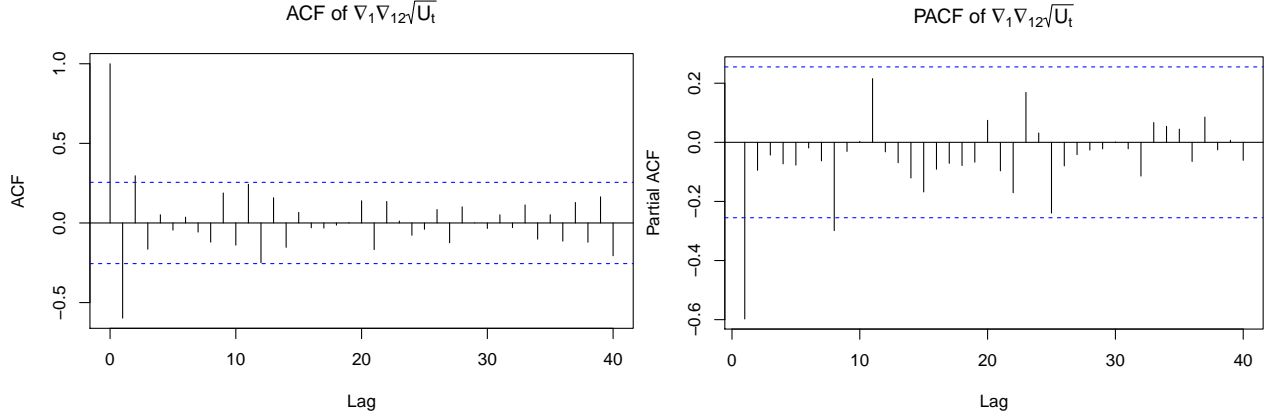 ACF of ∇₁∇₁₂√Uₜ
ACF
1.0
0.5
0.0
−0.5
0 10 20 30 40
Lag
PACF of ∇₁∇₁₂√Uₜ
Partial ACF
0.2
0.0
−0.2
−0.4
−0.6
0 10 20 30 40
Lag